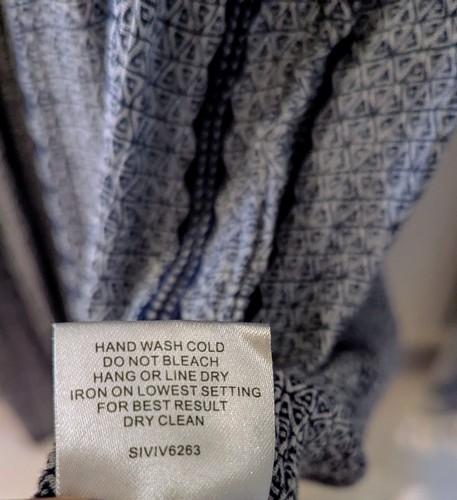 HAND WASH COLD
DO NOT BLEACH
HANG OR LINE DRY
IRON ON LOWEST SETTING
FOR BEST RESULT
DRY CLEAN
SIVIV6263